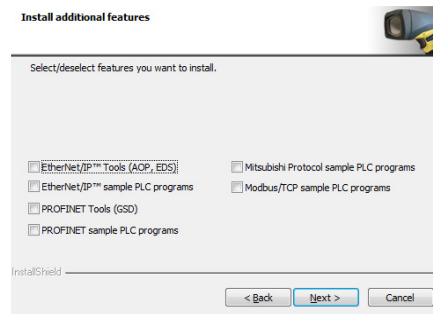 Install additional features
Select/deselect features you want to install.
EtherNet/IP™ Tools (AOP, EDS)
EtherNet/IP™ sample PLC programs
PROFINET Tools (GSD)
PROFINET sample PLC programs
Mitsubishi Protocol sample PLC programs
Modbus/TCP sample PLC programs
InstallShield
< Back
Next >
Cancel